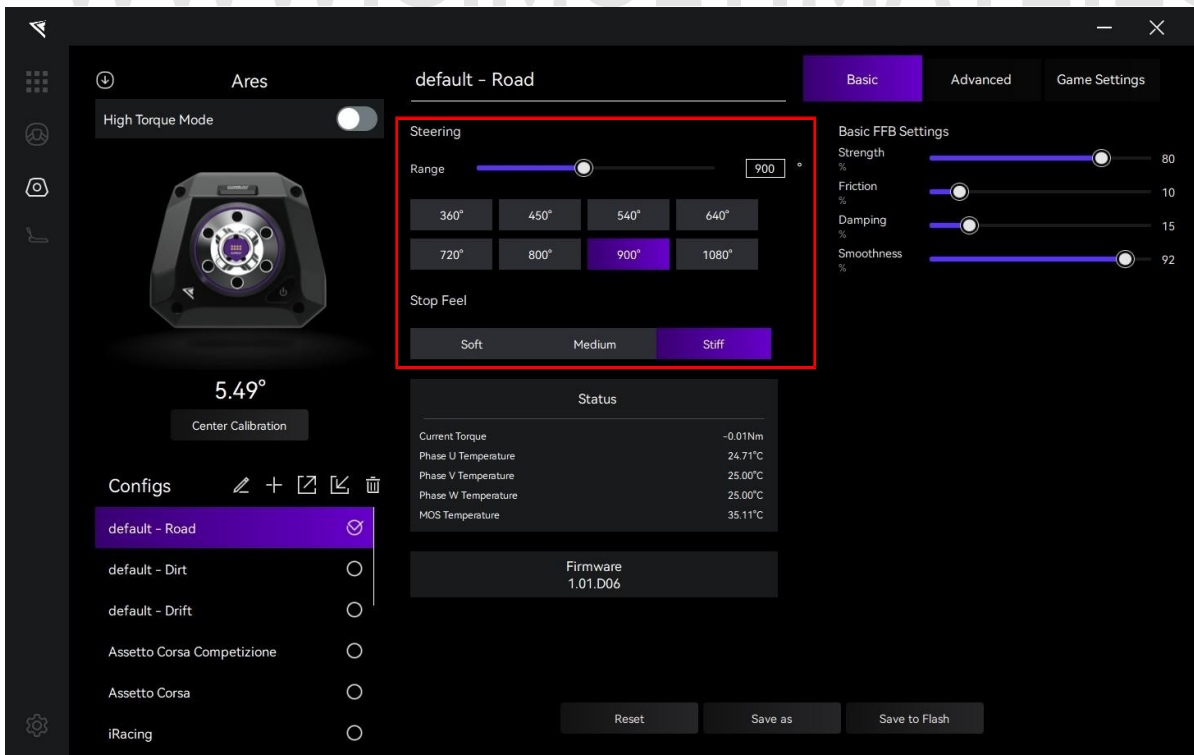 Ares
High Torque Mode
5.49°
Center Calibration
Configs
default - Road
default - Dirt
default - Drift
Assetto Corsa Competizione
Assetto Corsa
iRacing
default - Road
Steering
Range 900 °
360° 450° 540° 640°
720° 800° 900° 1080°
Stop Feel
Soft Medium Stiff
Status
Current Torque -0.01Nm
Phase U Temperature 24.71°C
Phase V Temperature 25.00°C
Phase W Temperature 25.00°C
MOS Temperature 35.11°C
Firmware
1.01.D06
Basic Advanced Game Settings
Basic FFB Settings
Strength
% 80
Friction
% 10
Damping
% 15
Smoothness
% 92
Reset Save as Save to Flash